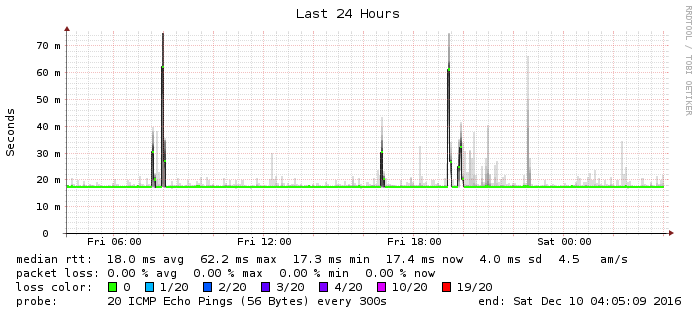 Last 24 Hours
RRDTOOL / TOBI OETIKER
Seconds
70 m
60 m
50 m
40 m
30 m
20 m
10 m
0
Fri 06:00 Fri 12:00 Fri 18:00 Sat 00:00
median rtt: 18.0 ms avg 62.2 ms max 17.3 ms min 17.4 ms now 4.0 ms sd 4.5 am/s
packet loss: 0.00 % avg 0.00 % max 0.00 % min 0.00 % now
loss color: 0 1/20 2/20 3/20 4/20 10/20 19/20
probe: 20 ICMP Echo Pings (56 Bytes) every 300s end: Sat Dec 10 04:05:09 2016